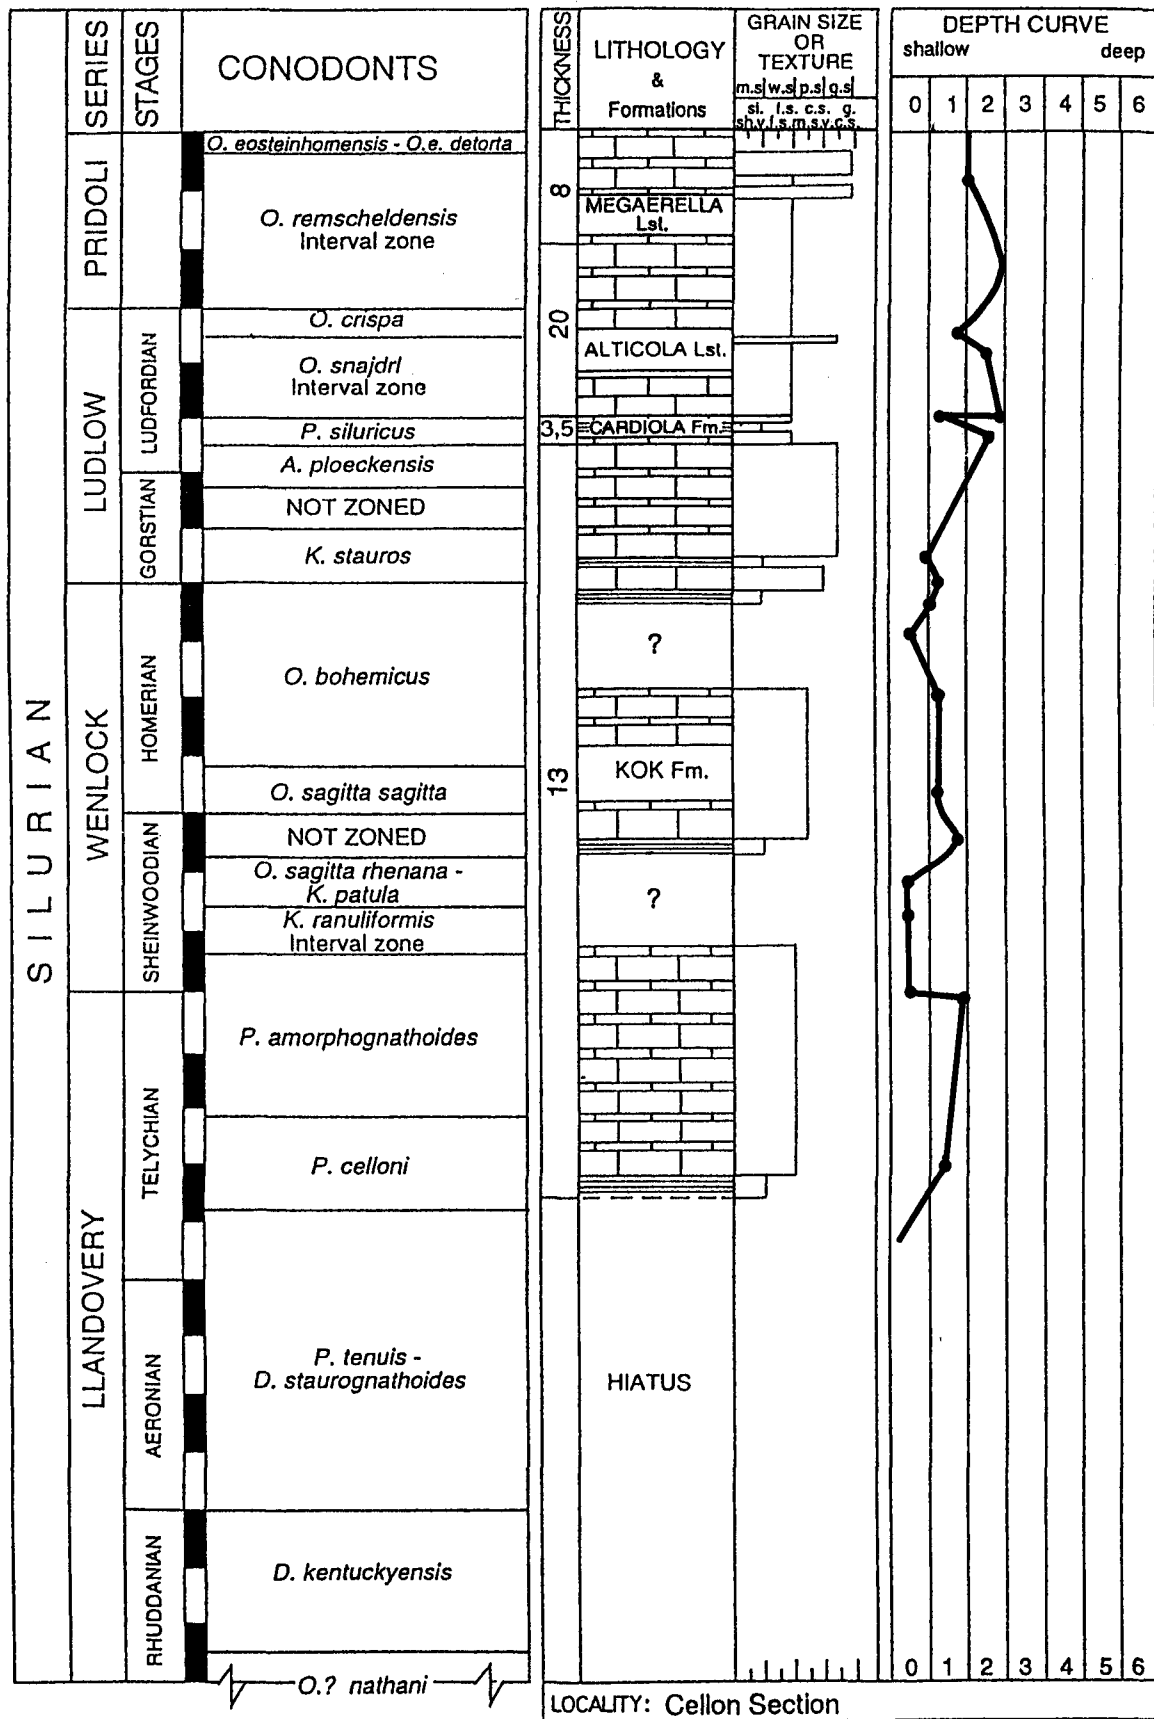 SERIES
STAGES
CONODONTS
THICKNESS
LITHOLOGY
&
Formations
GRAIN SIZE
OR
TEXTURE
m.s w.s p.s g.s
si. f.s. c.s. g.
sh.v.f.s.m.s.v.c.s.
DEPTH CURVE
shallow deep
0 1 2 3 4 5 6
SILURIAN
PRIDOLI
LUDLOW
WENLOCK
LLANDOVERY
LUDFORDIAN
GORSTIAN
HOMERIAN
SHEINWOODIAN
TELYCHIAN
AERONIAN
RHUDDANIAN
O. eosteinhornensis - O.e. detorta
O. remscheidensis
Interval zone
O. crispa
O. snajdri
Interval zone
P. siluricus
A. ploeckensis
NOT ZONED
K. stauros
O. bohemicus
O. sagitta sagitta
NOT ZONED
O. sagitta rhenana -
K. patula
K. ranuliformis
Interval zone
P. amorphognathoides
P. celloni
P. tenuis -
D. staurognathoides
D. kentuckyensis
O.? nathani
8
20
3,5
13
MEGAERELLA
Lst.
ALTICOLA Lst.
CARDIOLA Fm.
?
KOK Fm.
?
HIATUS
0 1 2 3 4 5 6
LOCALITY: Cellon Section